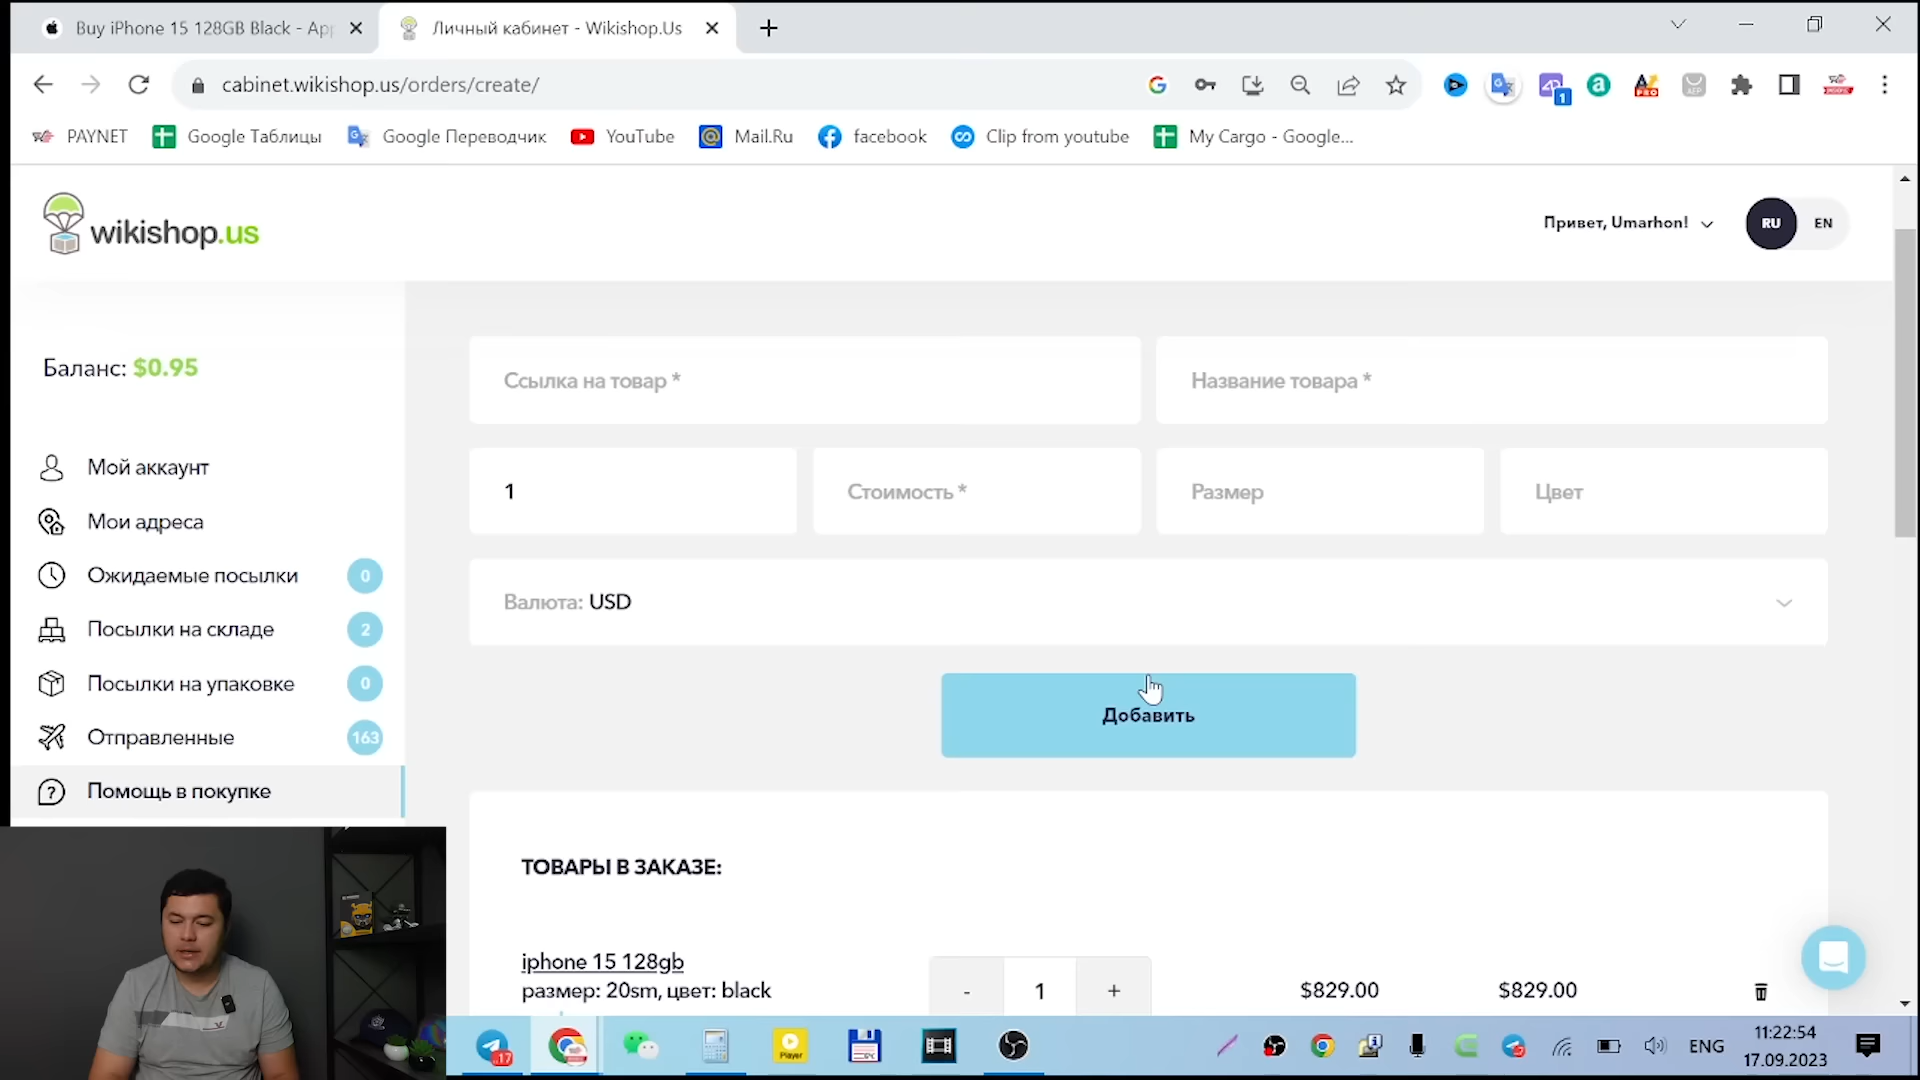 Buy iPhone 15 128GB Black - App
Личный кабинет - Wikishop.Us
cabinet.wikishop.us/orders/create/
1
PAYNET
Google Таблицы
Google Переводчик
YouTube
Mail.Ru
facebook
Clip from youtube
My Cargo - Google...
wikishop.us
Привет, Umarhon!
RU
EN
Баланс: $0.95
Мой аккаунт
Мои адреса
Ожидаемые посылки 0
Посылки на складе 2
Посылки на упаковке 0
Отправленные 163
Помощь в покупке
Ссылка на товар *
Название товара *
1
Стоимость *
Размер
Цвет
Валюта: USD
Добавить
ТОВАРЫ В ЗАКАЗЕ:
iphone 15 128gb
размер: 20sm, цвет: black
- 1 +
$829.00
$829.00
17
Player
ENG
11:22:54
17.09.2023